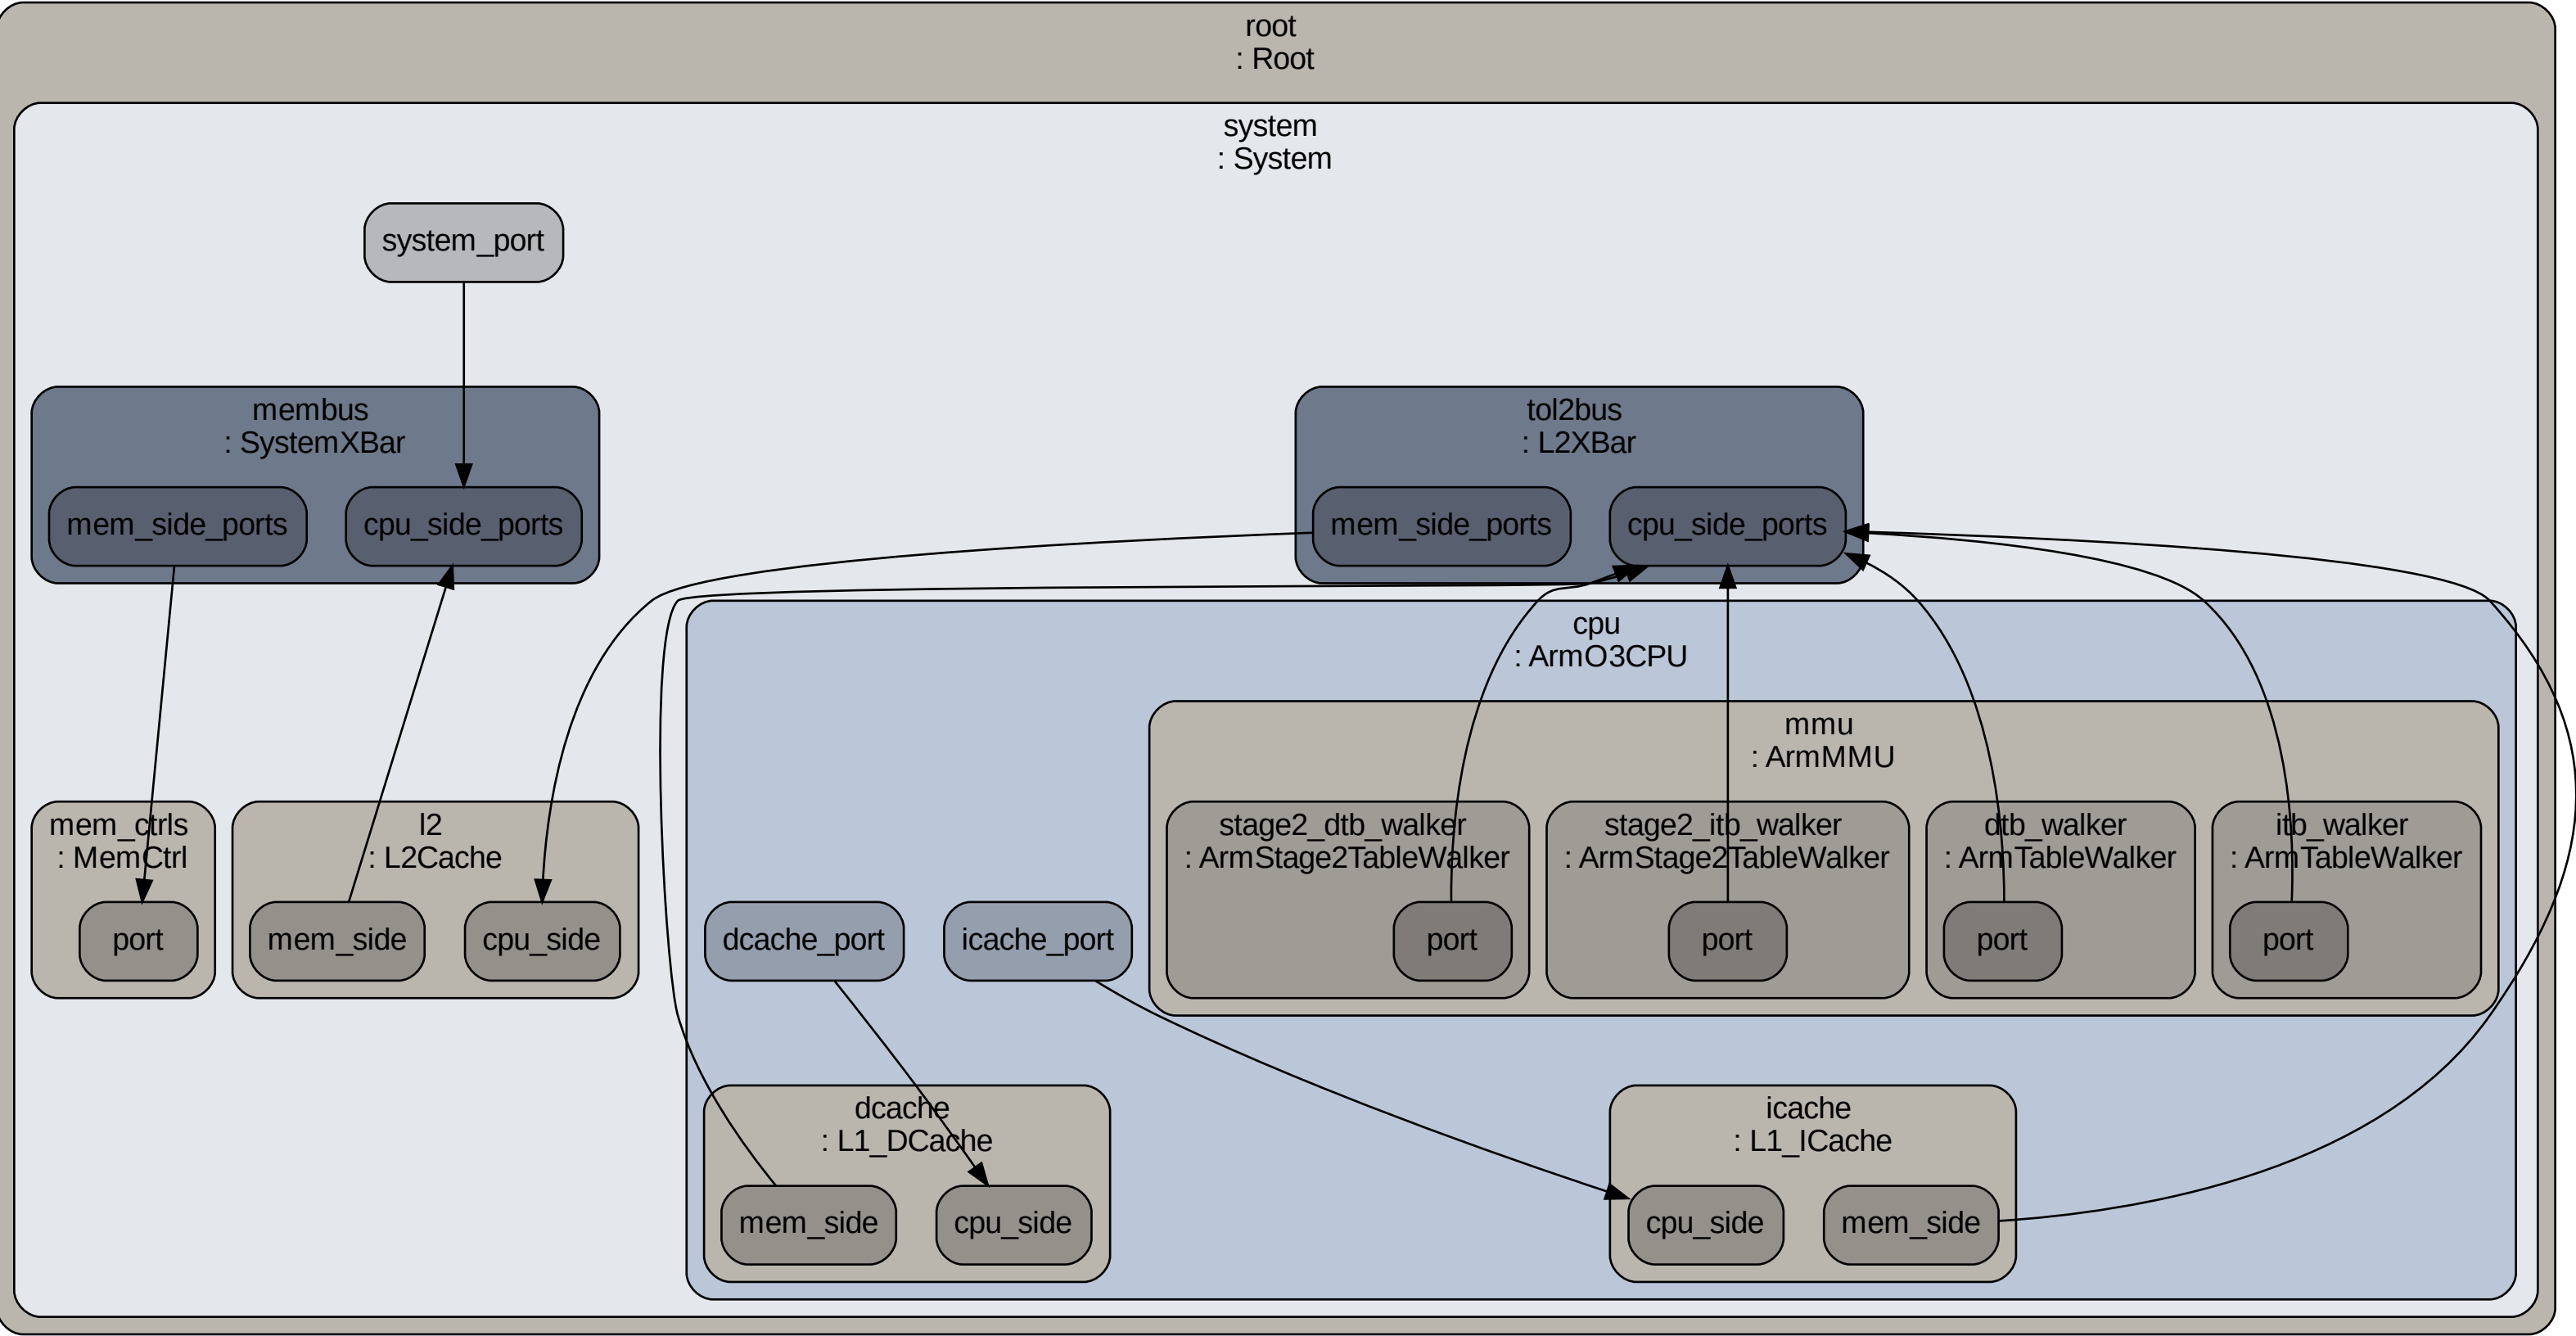 root
: Root
system
: System
system_port
membus
: SystemXBar
mem_side_ports
cpu_side_ports
tol2bus
: L2XBar
mem_side_ports
cpu_side_ports
cpu
: ArmO3CPU
mmu
: ArmMMU
mem_ctrls
: MemCtrl
port
l2
: L2Cache
mem_side
cpu_side
dcache_port
icache_port
stage2_dtb_walker
: ArmStage2TableWalker
port
stage2_itb_walker
: ArmStage2TableWalker
port
dtb_walker
: ArmTableWalker
port
itb_walker
: ArmTableWalker
port
dcache
: L1_DCache
mem_side
cpu_side
icache
: L1_ICache
cpu_side
mem_side